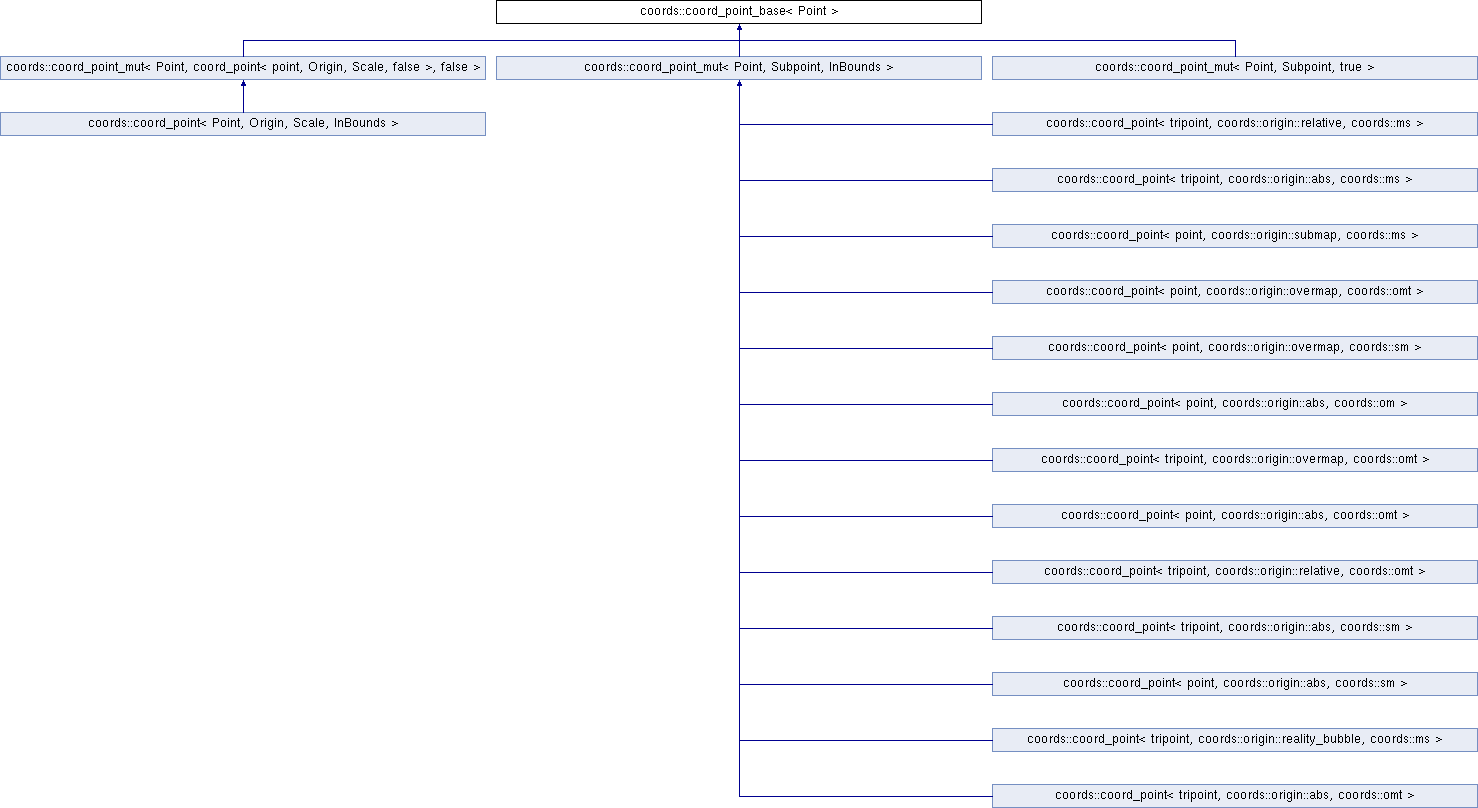 coords::coord_point_base< Point >
coords::coord_point_mut< Point, coord_point< point, Origin, Scale, false >, false >
coords::coord_point_mut< Point, Subpoint, InBounds >
coords::coord_point_mut< Point, Subpoint, true >
coords::coord_point< Point, Origin, Scale, InBounds >
coords::coord_point< tripoint, coords::origin::relative, coords::ms >
coords::coord_point< tripoint, coords::origin::abs, coords::ms >
coords::coord_point< point, coords::origin::submap, coords::ms >
coords::coord_point< point, coords::origin::overmap, coords::omt >
coords::coord_point< point, coords::origin::overmap, coords::sm >
coords::coord_point< point, coords::origin::abs, coords::om >
coords::coord_point< tripoint, coords::origin::overmap, coords::omt >
coords::coord_point< point, coords::origin::abs, coords::omt >
coords::coord_point< tripoint, coords::origin::relative, coords::omt >
coords::coord_point< tripoint, coords::origin::abs, coords::sm >
coords::coord_point< point, coords::origin::abs, coords::sm >
coords::coord_point< tripoint, coords::origin::reality_bubble, coords::ms >
coords::coord_point< tripoint, coords::origin::abs, coords::omt >